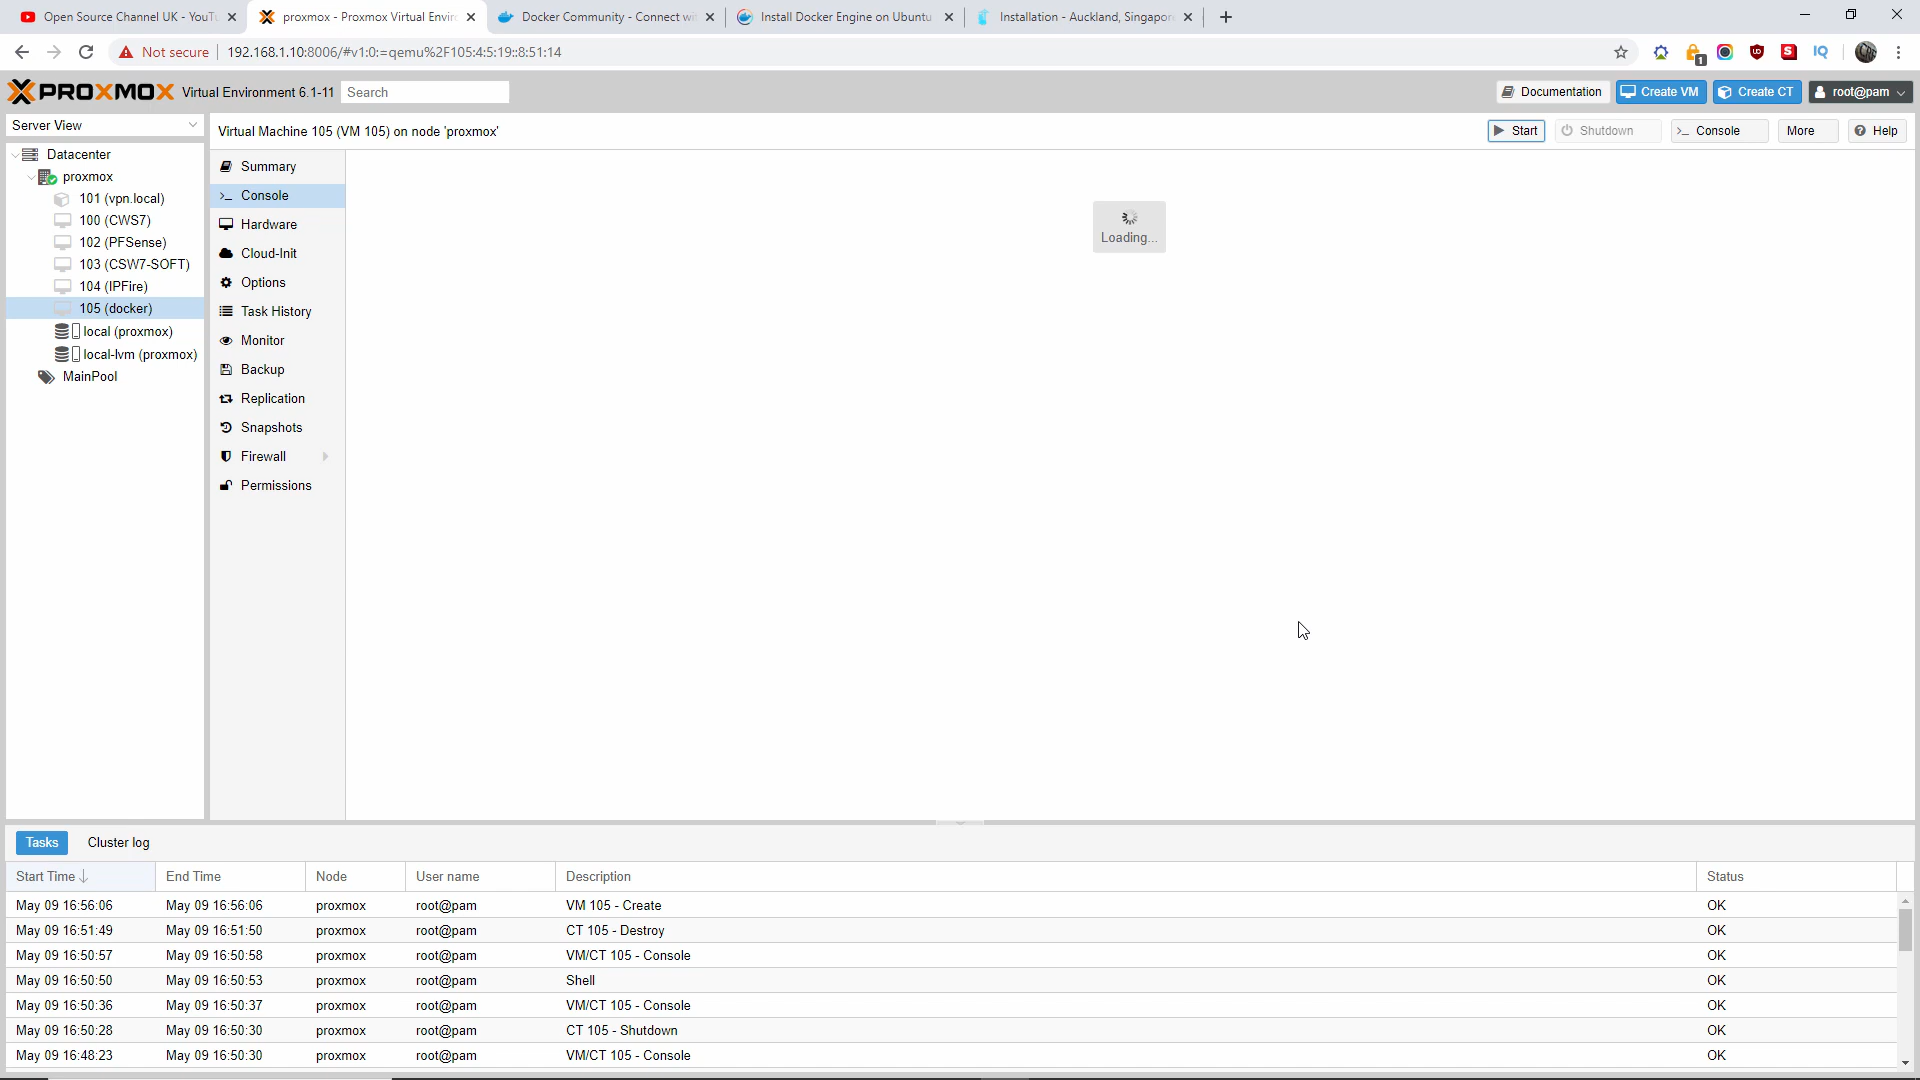 Open Source Channel UK - YouTu
proxmox - Proxmox Virtual Enviro
Docker Community - Connect wi
Install Docker Engine on Ubuntu
Installation - Auckland, Singapor
Not secure
192.168.1.10:8006/#v1:0:=qemu%2F105:4:5:19::8:51:14
1
IQ
PROXMOX Virtual Environment 6.1-11
Search
Documentation
Create VM
Create CT
root@pam
Server View
Virtual Machine 105 (VM 105) on node 'proxmox'
Start
Shutdown
Console
More
Help
Datacenter
proxmox
101 (vpn.local)
100 (CWS7)
102 (PFSense)
103 (CSW7-SOFT)
104 (IPFire)
105 (docker)
local (proxmox)
local-lvm (proxmox)
MainPool
Summary
Console
Hardware
Cloud-Init
Options
Task History
Monitor
Backup
Replication
Snapshots
Firewall
Permissions
Loading...
Tasks
Cluster log
Start Time End Time Node User name Description Status
May 09 16:56:06 May 09 16:56:06 proxmox root@pam VM 105 - Create OK
May 09 16:51:49 May 09 16:51:50 proxmox root@pam CT 105 - Destroy OK
May 09 16:50:57 May 09 16:50:58 proxmox root@pam VM/CT 105 - Console OK
May 09 16:50:50 May 09 16:50:53 proxmox root@pam Shell OK
May 09 16:50:36 May 09 16:50:37 proxmox root@pam VM/CT 105 - Console OK
May 09 16:50:28 May 09 16:50:30 proxmox root@pam CT 105 - Shutdown OK
May 09 16:48:23 May 09 16:50:30 proxmox root@pam VM/CT 105 - Console OK